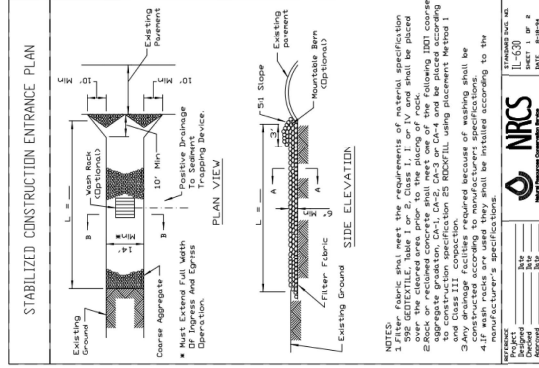 STABILIZED CONSTRUCTION ENTRANCE PLAN
Existing
Pavement
10' Min
10' Min
L =
Wash Rack
(Optional)
10' Min
B
B
14'
Min*
Existing
Ground
Coarse Aggregate
Positive Drainage
To Sediment
Trapping Device.
* Must Extend Full Width
Of Ingress And Egriss
Operation.
PLAN VIEW
Existing
pavement
Mountable Berm
(Optional)
5:1 Slope
3'
L =
A
A
6"
Min
Filter Fabric
Existing Ground
SIDE ELEVATION
NOTES:
1 Filter fabric shall meet the requirements of material specification
592 GEOTEXTILE, Table 1 or 2, Class I, II or IV and shall be placed
over the cleared area prior to the placing of rock.
2.Rock or reclaimed concrete shall meet one of the following IDOT coarse
aggregate gradation, CA-1, CA-2, CA-3 or CA-4 and be placed according
to construction specification 25 ROCKFILL using placement Method 1
and Class III compaction.
3.Any drainage facilities required because of washing shall be
constructed according to manufacturers specifications.
4.If wash racks are used they shall be installed according to the
manufacturer's specifications.
REFERENCE
Project
Designed Date
Checked Date
Approved Date
NRCS
Natural Resources Conservation Service
STANDARD DWG. NO.
IL-630
SHEET 1 OF 2
DATE 8-18-94